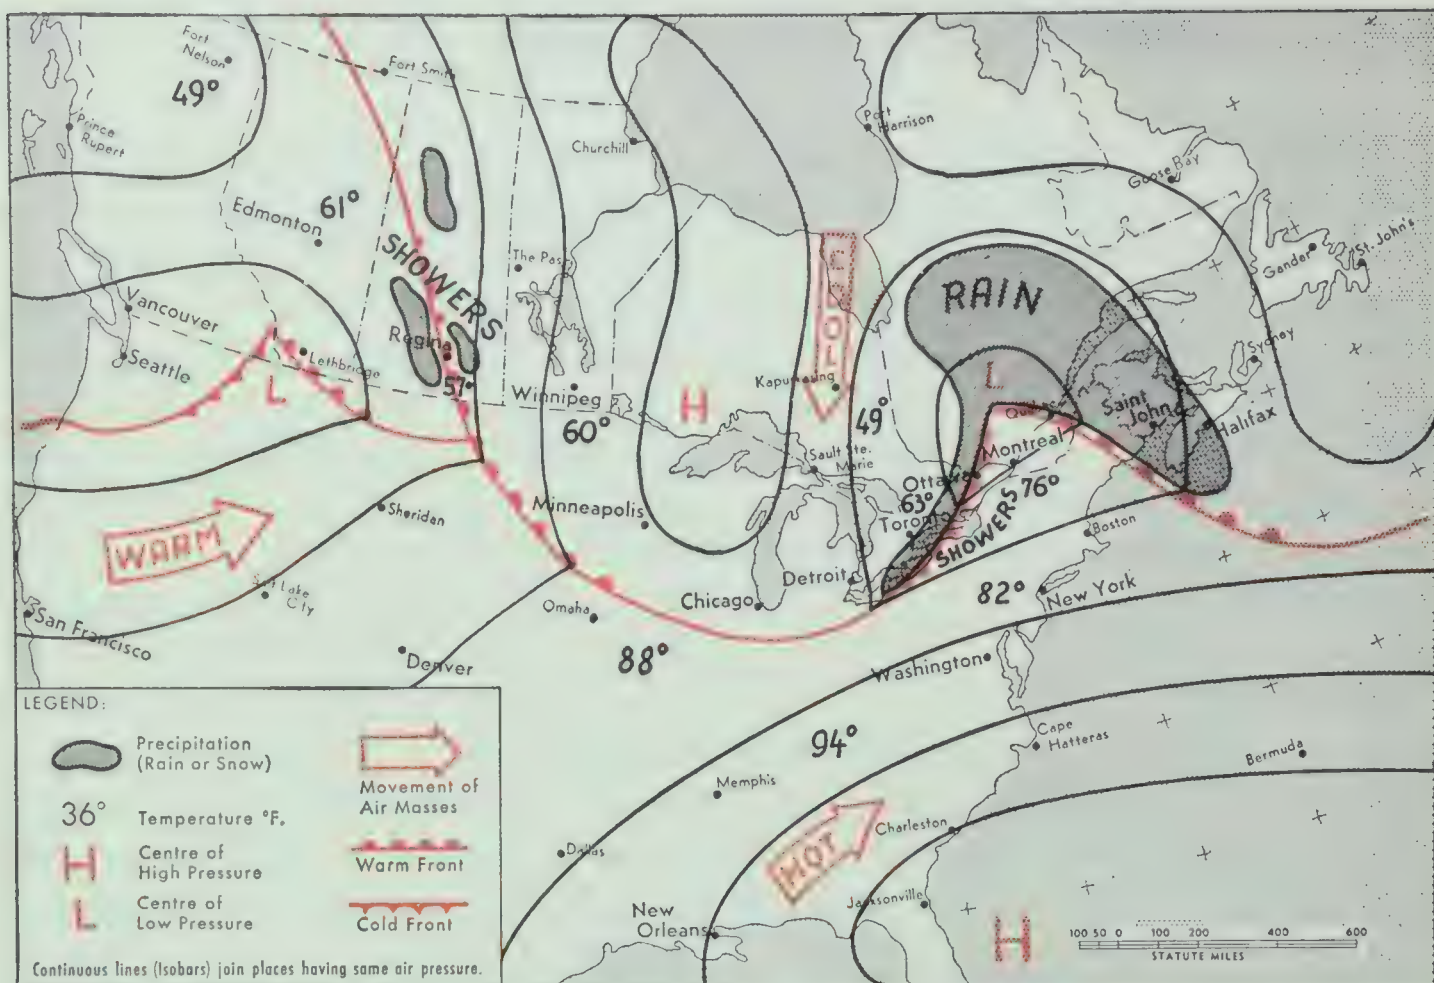 Fort
Nelson
49°
Fort Smith
Prince
Rupert
Churchill
Port
Harrison
Goose Bay
Gander
St. John's
61°
Edmonton
SHOWERS
The Pas
COOL
RAIN
Vancouver
Seattle
Lethbridge
L
Regina
57°
Winnipeg
60°
H
Kapuskasing
49°
L
Saint
John
Sydney
Halifax
Sault Ste.
Marie
Montreal
Ottawa
63°
76°
Toronto
SHOWERS
Boston
Minneapolis
Sheridan
WARM
Salt Lake
City
San Francisco
Omaha
Chicago
Detroit
82°
New York
Denver
88°
Washington
94°
Cape
Hatteras
Bermuda
Memphis
HOT
Charleston
Dallas
Jacksonville
New
Orleans
H
100 50 0 100 200 400 600
STATUTE MILES
LEGEND:
Precipitation
(Rain or Snow)
Movement of
Air Masses
36° Temperature °F.
H Centre of
High Pressure
Warm Front
L Centre of
Low Pressure
Cold Front
Continuous lines (Isobars) join places having same air pressure.